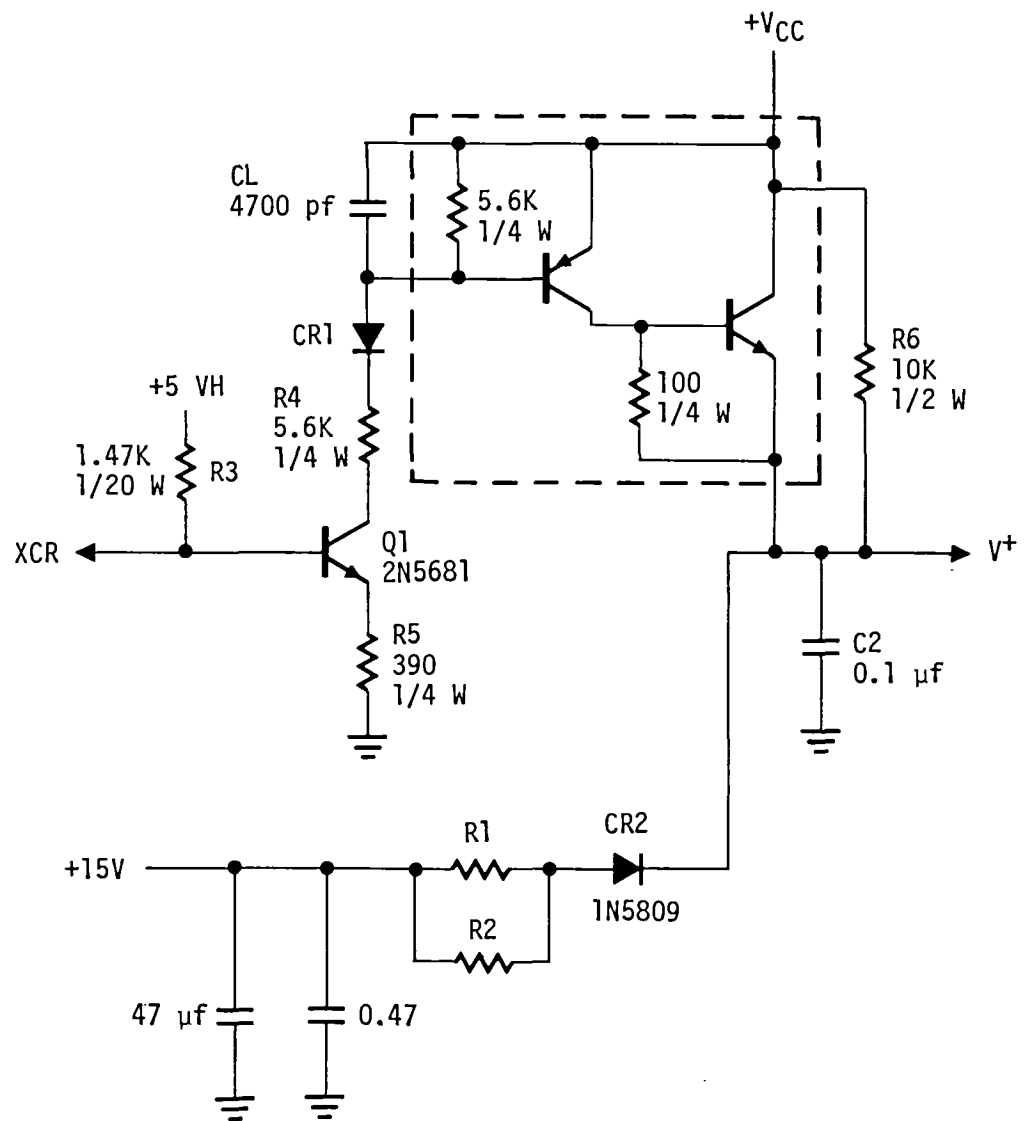 +VCC
CL
4700 pf
5.6K
1/4 W
CR1
R4
5.6K
1/4 W
+5 VH
1.47K
1/20 W
R3
100
1/4 W
R6
10K
1/2 W
XCR
Q1
2N5681
V+
R5
390
1/4 W
C2
0.1 µf
R1
CR2
+15V
1N5809
R2
47 µf
0.47